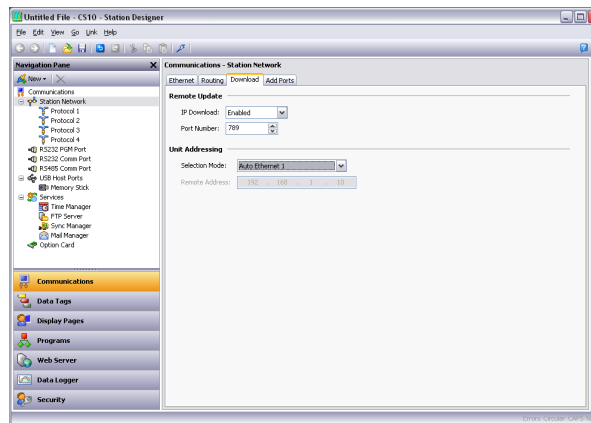 Untitled File - CS10 - Station Designer
File Edit View Go Link Help
Navigation Pane X
New
Communications
Station Network
Protocol 1
Protocol 2
Protocol 3
Protocol 4
RS232 PGM Port
RS232 Comm Port
RS485 Comm Port
USB Host Ports
Memory Stick
Services
Time Manager
FTP Server
Sync Manager
Mail Manager
Option Card
Communications
Data Tags
Display Pages
Programs
Web Server
Data Logger
Security
Communications - Station Network
Ethernet Routing Download Add Ports
Remote Update
IP Download: Enabled
Port Number: 789
Unit Addressing
Selection Mode: Auto Ethernet 1
Remote Address: 192 . 168 . 1 . 10
Errors Circular CAPS